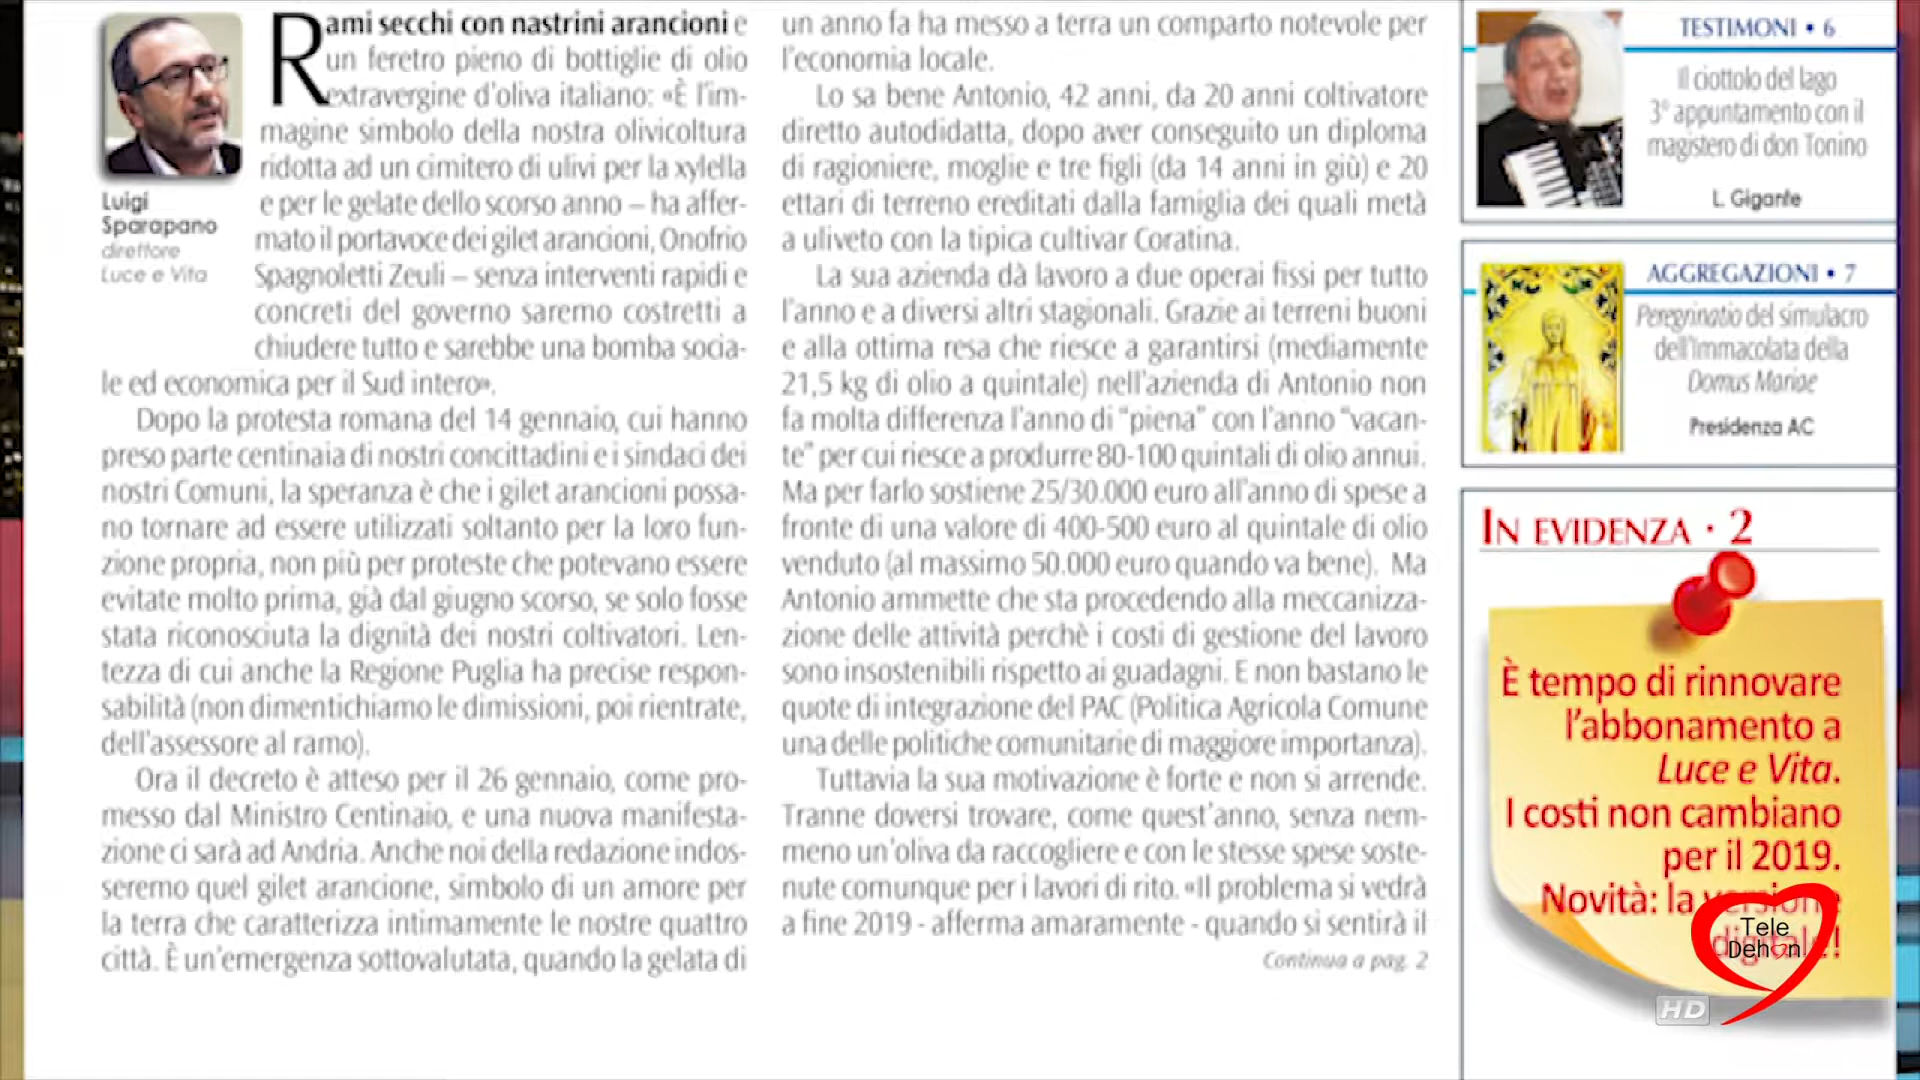 Luigi
Sparapano
direttore
Luce e Vita
Rami secchi con nastrini arancioni e
un feretro pieno di bottiglie di olio
extravergine d'oliva italiano: «È l'im-
magine simbolo della nostra olivicoltura
ridotta ad un cimitero di ulivi per la xylella
e per le gelate dello scorso anno – ha affer-
mato il portavoce dei gilet arancioni, Onofrio
Spagnoletti Zeuli – senza interventi rapidi e
concreti del governo saremo costretti a
chiudere tutto e sarebbe una bomba socia-
le ed economica per il Sud intero».
Dopo la protesta romana del 14 gennaio, cui hanno
preso parte centinaia di nostri concittadini e i sindaci dei
nostri Comuni, la speranza è che i gilet arancioni possa-
no tornare ad essere utilizzati soltanto per la loro fun-
zione propria, non più per proteste che potevano essere
evitate molto prima, già dal giugno scorso, se solo fosse
stata riconosciuta la dignità dei nostri coltivatori. Len-
tezza di cui anche la Regione Puglia ha precise respon-
sabilità (non dimentichiamo le dimissioni, poi rientrate,
dell'assessore al ramo).
Ora il decreto è atteso per il 26 gennaio, come pro-
messo dal Ministro Centinaio, e una nuova manifesta-
zione ci sarà ad Andria. Anche noi della redazione indos-
seremo quel gilet arancione, simbolo di un amore per
la terra che caratterizza intimamente le nostre quattro
città. È un'emergenza sottovalutata, quando la gelata di
un anno fa ha messo a terra un comparto notevole per
l'economia locale.
Lo sa bene Antonio, 42 anni, da 20 anni coltivatore
diretto autodidatta, dopo aver conseguito un diploma
di ragioniere, moglie e tre figli (da 14 anni in giù) e 20
ettari di terreno ereditati dalla famiglia dei quali metà
a uliveto con la tipica cultivar Coratina.
La sua azienda dà lavoro a due operai fissi per tutto
l'anno e a diversi altri stagionali. Grazie ai terreni buoni
e alla ottima resa che riesce a garantirsi (mediamente
21,5 kg di olio a quintale) nell'azienda di Antonio non
fa molta differenza l'anno di "piena" con l'anno "vacan-
te" per cui riesce a produrre 80-100 quintali di olio annui.
Ma per farlo sostiene 25/30.000 euro all'anno di spese a
fronte di una valore di 400-500 euro al quintale di olio
venduto (al massimo 50.000 euro quando va bene). Ma
Antonio ammette che sta procedendo alla meccanizza-
zione delle attività perchè i costi di gestione del lavoro
sono insostenibili rispetto ai guadagni. E non bastano le
quote di integrazione del PAC (Politica Agricola Comune
una delle politiche comunitarie di maggiore importanza).
Tuttavia la sua motivazione è forte e non si arrende.
Tranne doversi trovare, come quest'anno, senza nem-
meno un'oliva da raccogliere e con le stesse spese soste-
nute comunque per i lavori di rito. «Il problema si vedrà
a fine 2019 - afferma amaramente - quando si sentirà il
Continua a pag. 2
TESTIMONI • 6
Il ciottolo del lago
3° appuntamento con il
magistero di don Tonino
L. Gigante
AGGREGAZIONI • 7
Peregrinatio del simulacro
dell'Immacolata della
Domus Mariae
Presidenza AC
IN EVIDENZA · 2
È tempo di rinnovare
l'abbonamento a
Luce e Vita.
I costi non cambiano
per il 2019.
Novità: la versione
digitale!
Tele
Dehon
HD